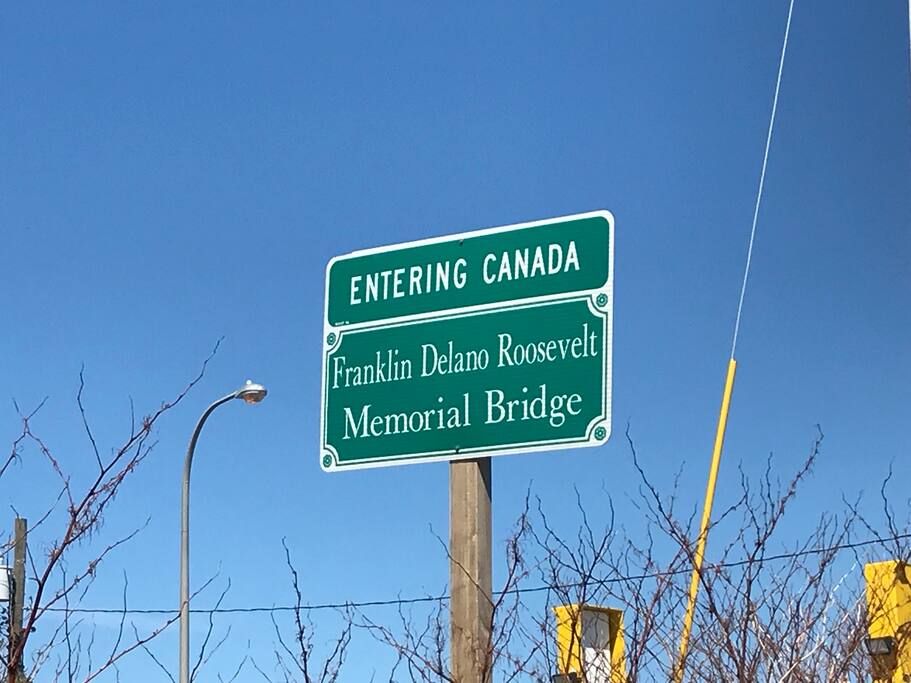 ENTERING CANADA
Franklin Delano Roosevelt
Memorial Bridge